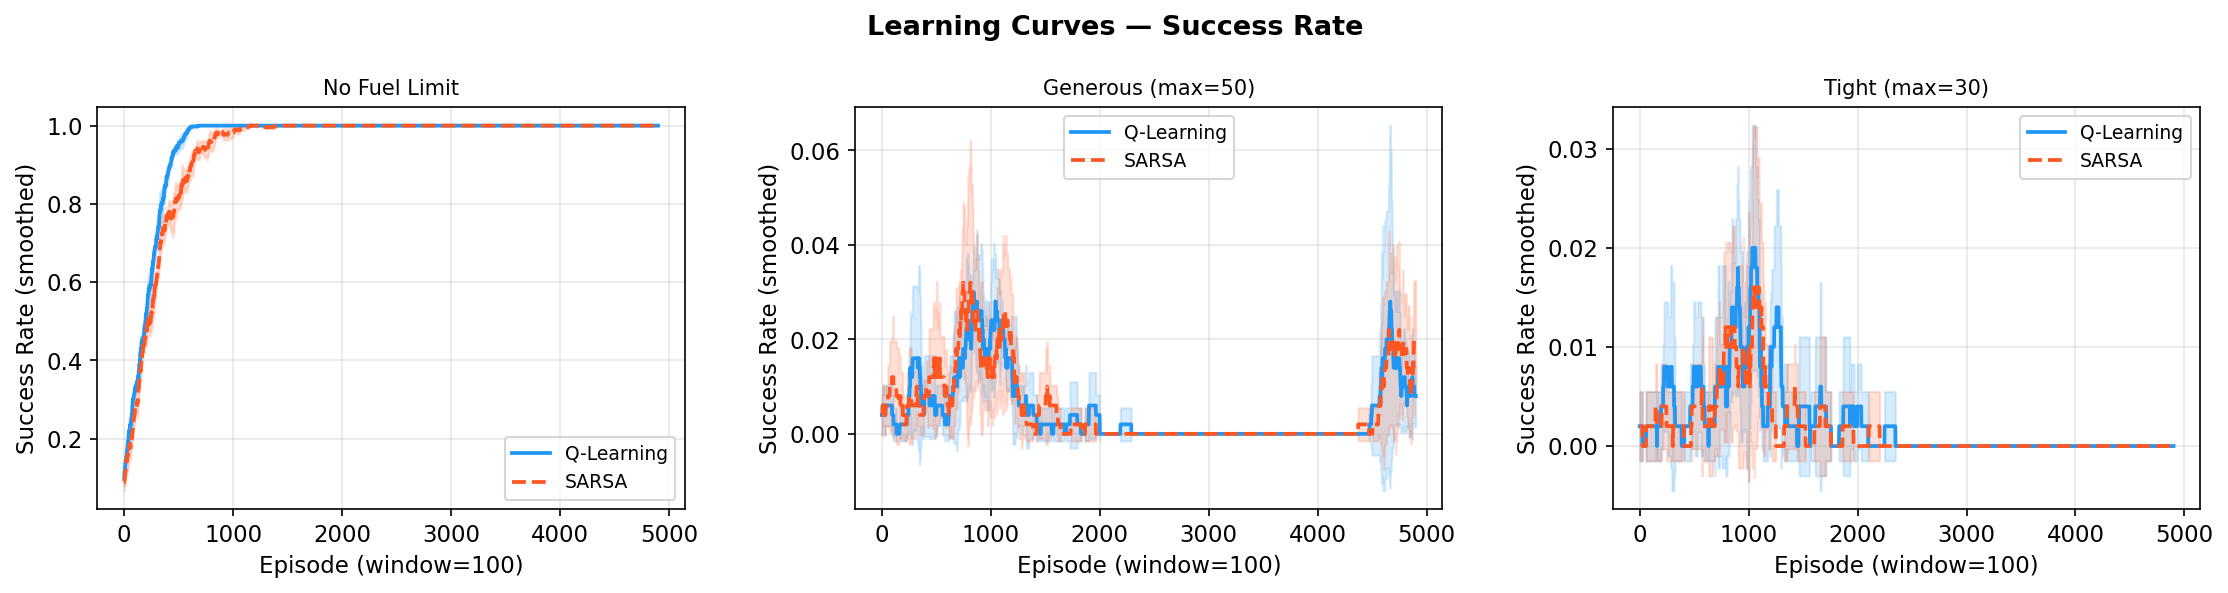 Learning Curves — Success Rate
No Fuel Limit
Success Rate (smoothed)
1.0
0.8
0.6
0.4
0.2
Q-Learning
SARSA
0 1000 2000 3000 4000 5000
Episode (window=100)
Generous (max=50)
Success Rate (smoothed)
0.06
0.04
0.02
0.00
Q-Learning
SARSA
0 1000 2000 3000 4000 5000
Episode (window=100)
Tight (max=30)
Success Rate (smoothed)
0.03
0.02
0.01
0.00
Q-Learning
SARSA
0 1000 2000 3000 4000 5000
Episode (window=100)